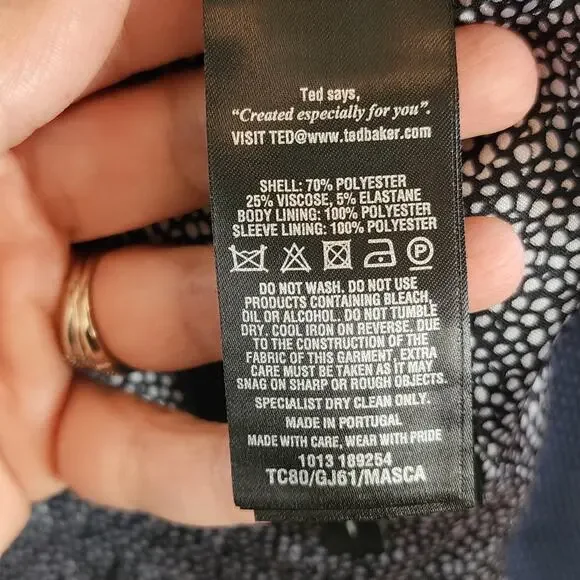 Ted says,
"Created especially for you".
VISIT TED@www.tedbaker.com
SHELL: 70% POLYESTER
25% VISCOSE, 5% ELASTANE
BODY LINING: 100% POLYESTER
SLEEVE LINING: 100% POLYESTER
P
DO NOT WASH. DO NOT USE
PRODUCTS CONTAINING BLEACH,
OIL OR ALCOHOL. DO NOT TUMBLE
DRY. COOL IRON ON REVERSE. DUE
TO THE CONSTRUCTION OF THE
FABRIC OF THIS GARMENT, EXTRA
CARE MUST BE TAKEN AS IT MAY
SNAG ON SHARP OR ROUGH OBJECTS.
SPECIALIST DRY CLEAN ONLY.
MADE IN PORTUGAL
MADE WITH CARE, WEAR WITH PRIDE
1013 189254
TC80/GJ61/MASCA